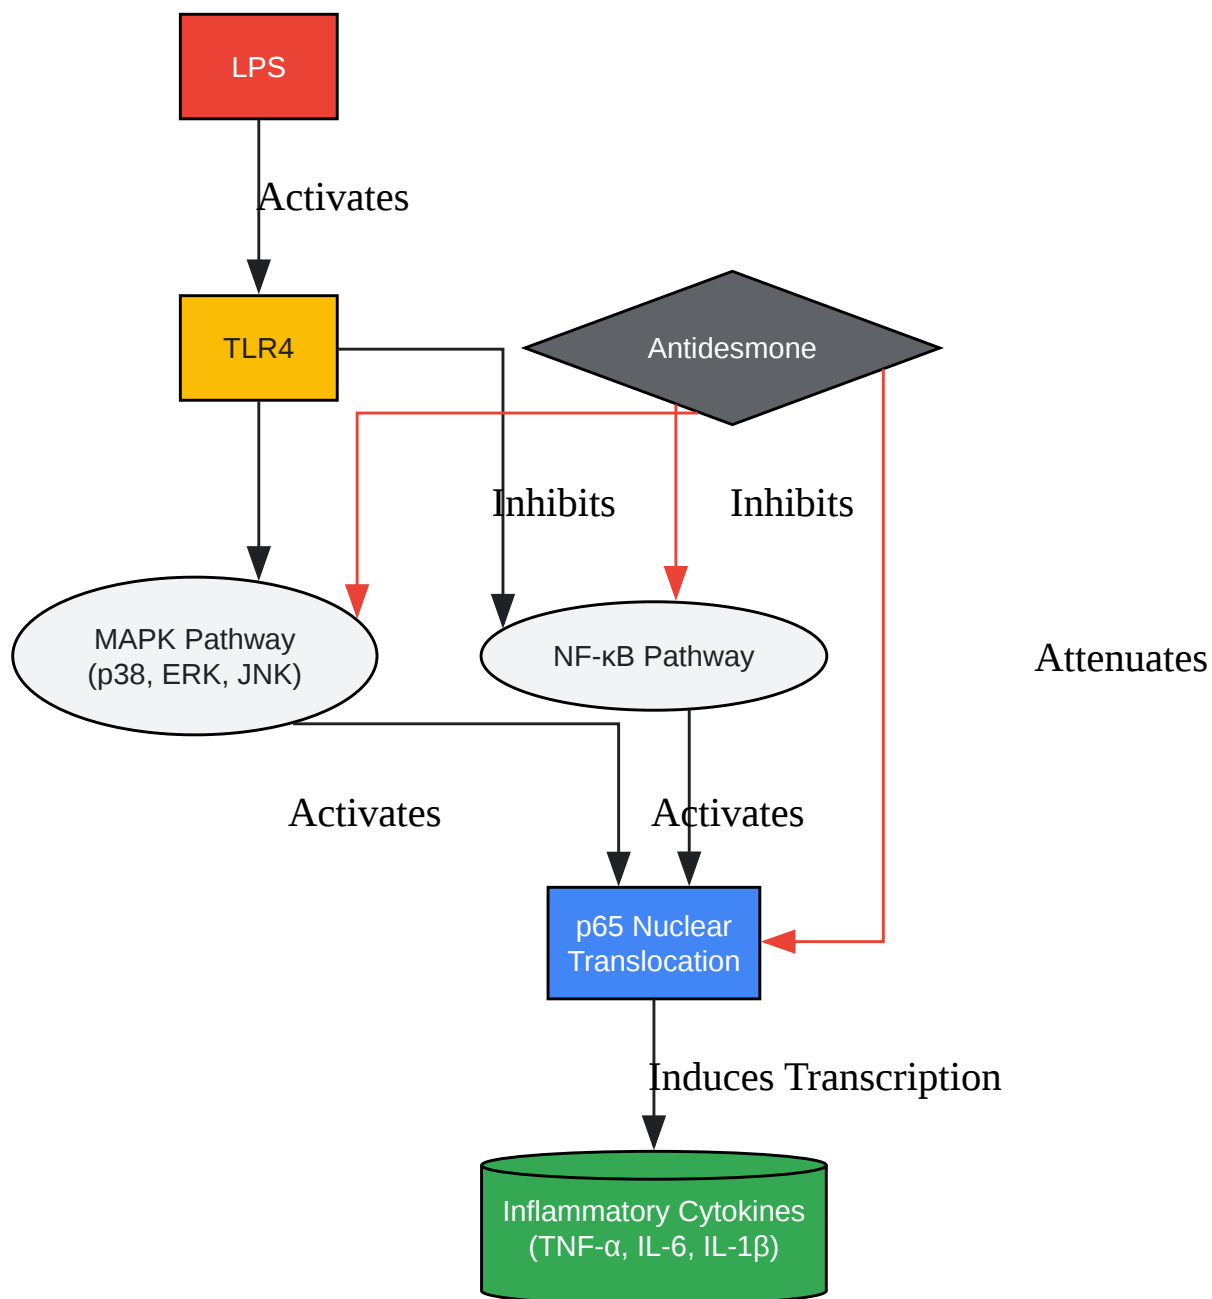 LPS
Activates
TLR4
Antidesmone
Inhibits
Inhibits
MAPK Pathway
(p38, ERK, JNK)
NF-κB Pathway
Attenuates
Activates
Activates
p65 Nuclear
Translocation
Induces Transcription
Inflammatory Cytokines
(TNF-α, IL-6, IL-1β)